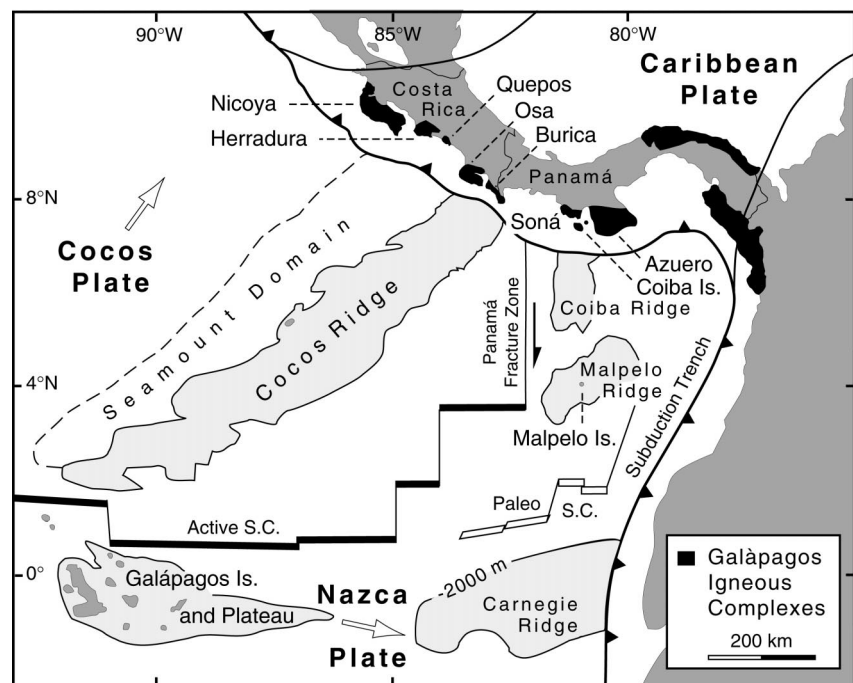 90°W
85°W
80°W
Caribbean
Plate
Quepos
Osa
Burica
Nicoya
Costa
Rica
Herradura
Panamá
8°N
Soná
Azuero
Coiba Is.
Cocos
Plate
Seamount Domain
Cocos Ridge
Panamá
Fracture Zone
Coiba Ridge
Malpelo
Ridge
4°N
Malpelo Is.
Subduction Trench
Paleo
S.C.
Active S.C.
0°
Galápagos Is.
and Plateau
Nazca
Plate
-2000 m
Carnegie
Ridge
Galàpagos
Igneous
Complexes
200 km